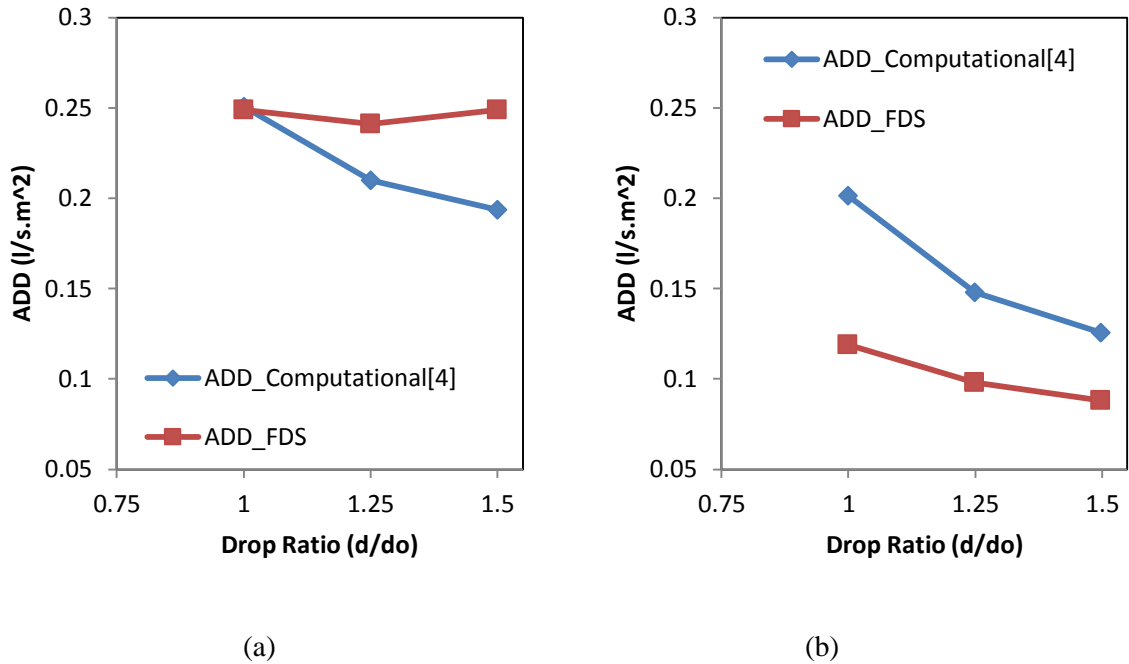 0.3
0.25
0.2
0.15
0.1
0.05
ADD (l/s.m^2)
ADD_Computational[4]
ADD_FDS
0.75
1
1.25
1.5
Drop Ratio (d/do)
(a)
0.3
0.25
0.2
0.15
0.1
0.05
ADD (l/s.m^2)
ADD_Computational[4]
ADD_FDS
0.75
1
1.25
1.5
Drop Ratio (d/do)
(b)